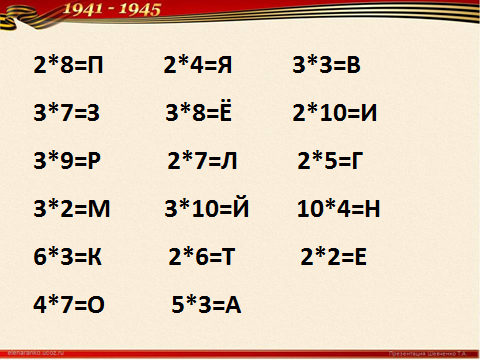 1941 - 1945
2*8=П 2*4=Я 3*3=В
3*7=З 3*8=Ё 2*10=И
3*9=Р 2*7=Л 2*5=Г
3*2=М 3*10=Й 10*4=Н
6*3=К 2*6=Т 2*2=Е
4*7=О 5*3=А
elenaranko.ucoz.ru Презентация Шевченко Т.А.